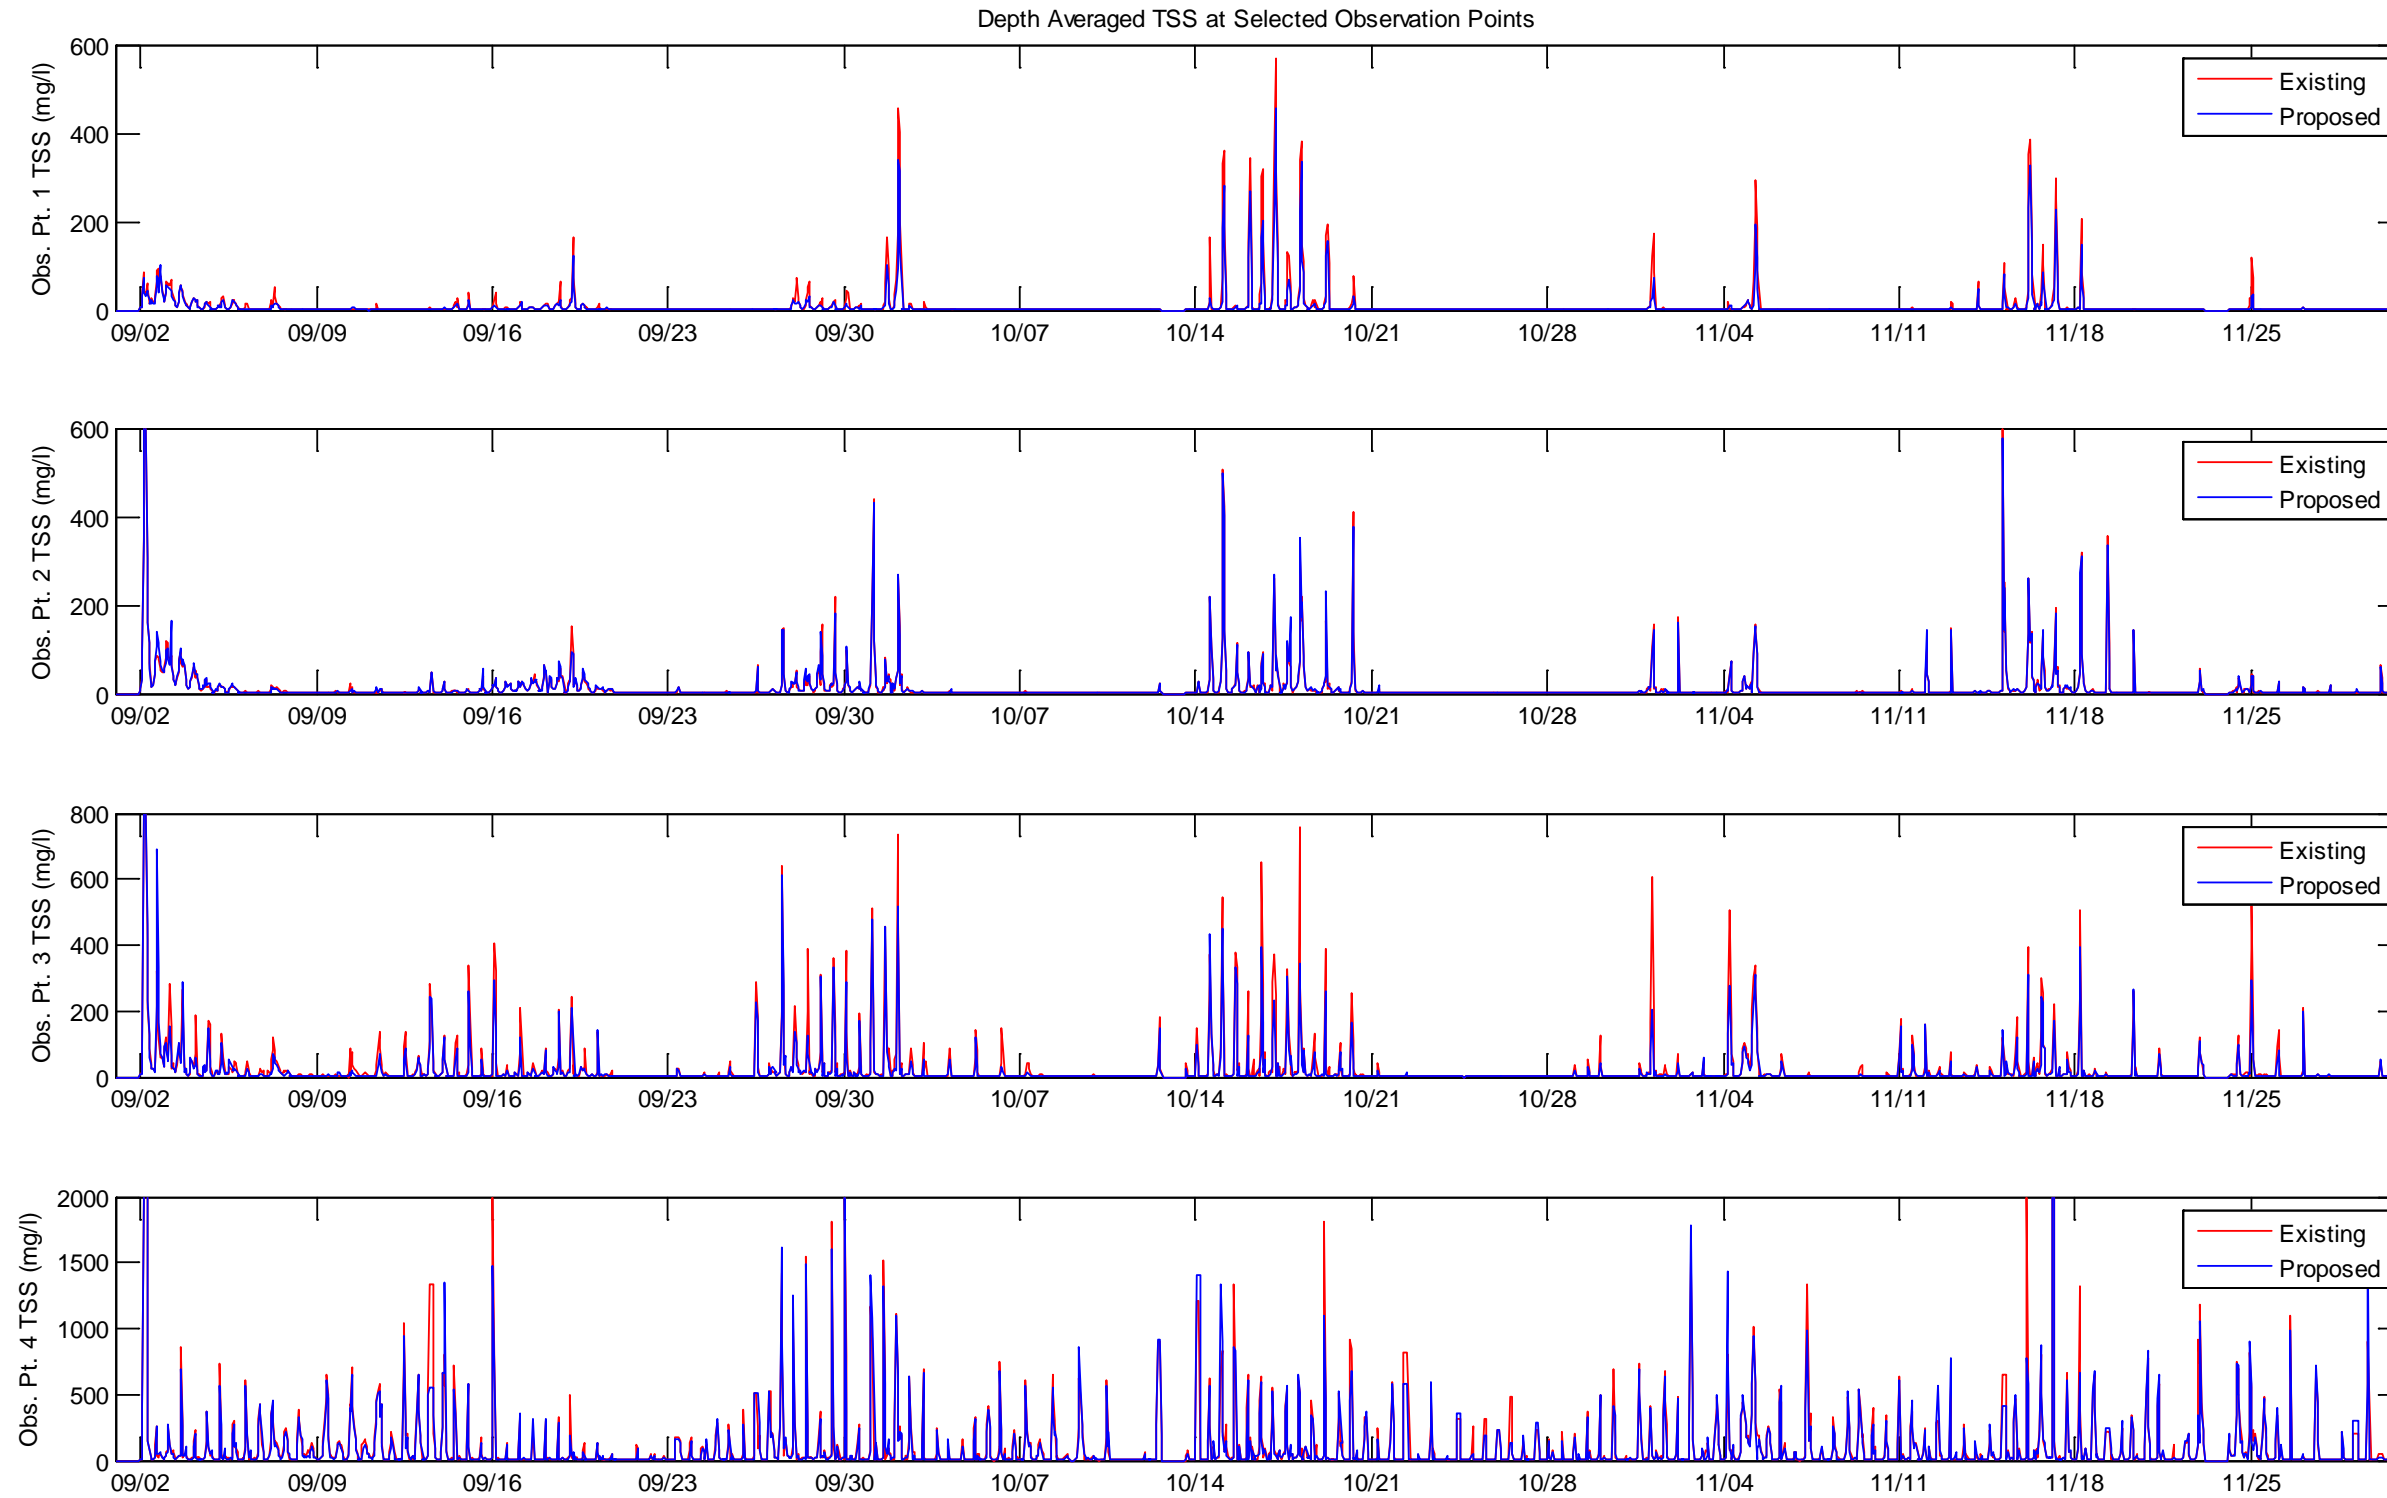 Depth Averaged TSS at Selected Observation Points
Obs. Pt. 1 TSS (mg/l)
600
400
200
0
Existing
Proposed
09/02 09/09 09/16 09/23 09/30 10/07 10/14 10/21 10/28 11/04 11/11 11/18 11/25
Obs. Pt. 2 TSS (mg/l)
600
400
200
0
Existing
Proposed
09/02 09/09 09/16 09/23 09/30 10/07 10/14 10/21 10/28 11/04 11/11 11/18 11/25
Obs. Pt. 3 TSS (mg/l)
800
600
400
200
0
Existing
Proposed
09/02 09/09 09/16 09/23 09/30 10/07 10/14 10/21 10/28 11/04 11/11 11/18 11/25
Obs. Pt. 4 TSS (mg/l)
2000
1500
1000
500
0
Existing
Proposed
09/02 09/09 09/16 09/23 09/30 10/07 10/14 10/21 10/28 11/04 11/11 11/18 11/25